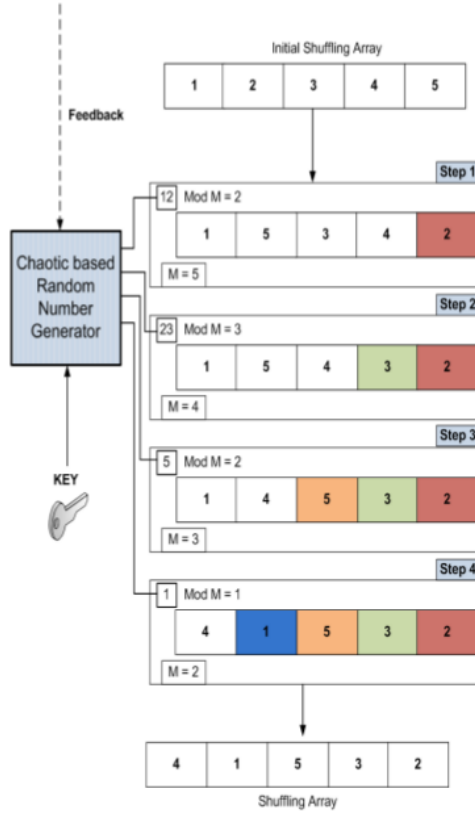 Initial Shuffling Array
1 2 3 4 5
Feedback
Step 1
12 Mod M = 2
1 5 3 4 2
M = 5
Chaotic based
Random
Number
Generator
Step 2
23 Mod M = 3
1 5 4 3 2
M = 4
Step 3
5 Mod M = 2
1 4 5 3 2
M = 3
KEY
Step 4
1 Mod M = 1
4 1 5 3 2
M = 2
4 1 5 3 2
Shuffling Array